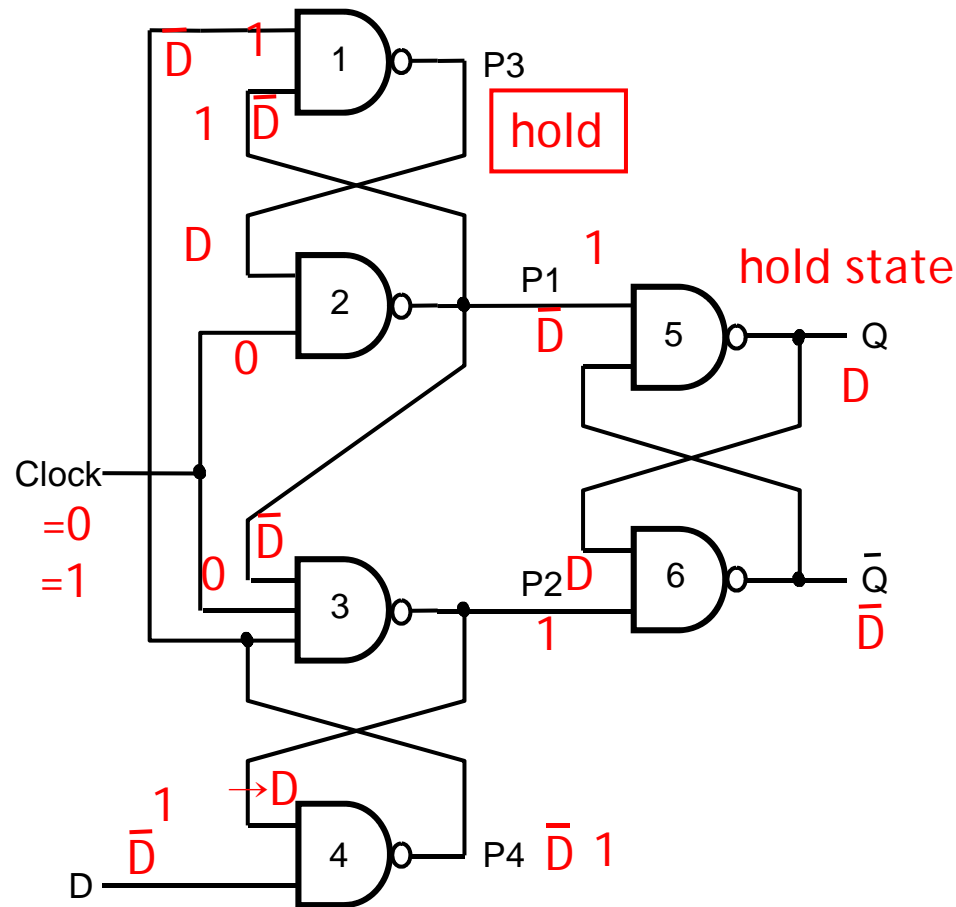 D̅ 1
1
P3
1 D̅
hold
D
1
hold state
2
P1
D̅
5
Q
0
D
Clock
=0
=1
D̅
0
3
P2
D
6
Q̅
1
D̅
→D
1
D̅
4
P4 D̅ 1
D